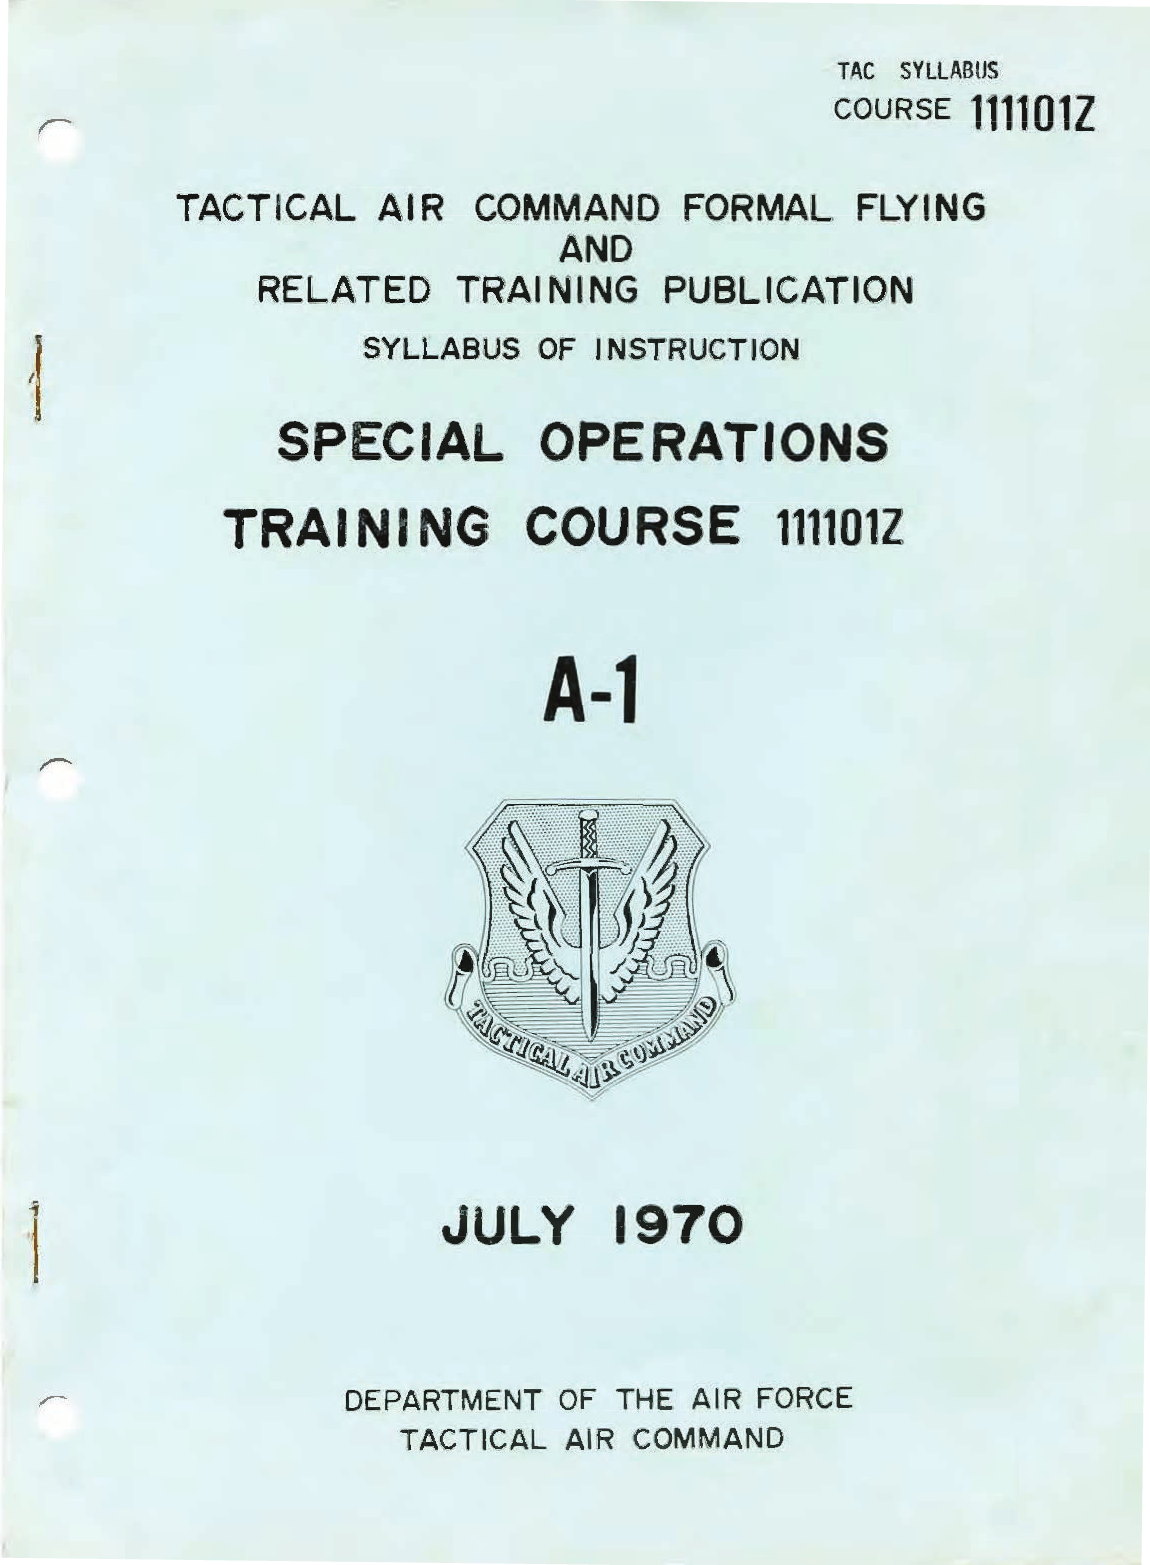 TAC SYLLABUS
COURSE 111101Z
TACTICAL AIR COMMAND FORMAL FLYING
AND
RELATED TRAINING PUBLICATION
SYLLABUS OF INSTRUCTION
SPECIAL OPERATIONS
TRAINING COURSE 111101Z
A-1
TACTICAL AIR COMMAND
JULY 1970
DEPARTMENT OF THE AIR FORCE
TACTICAL AIR COMMAND